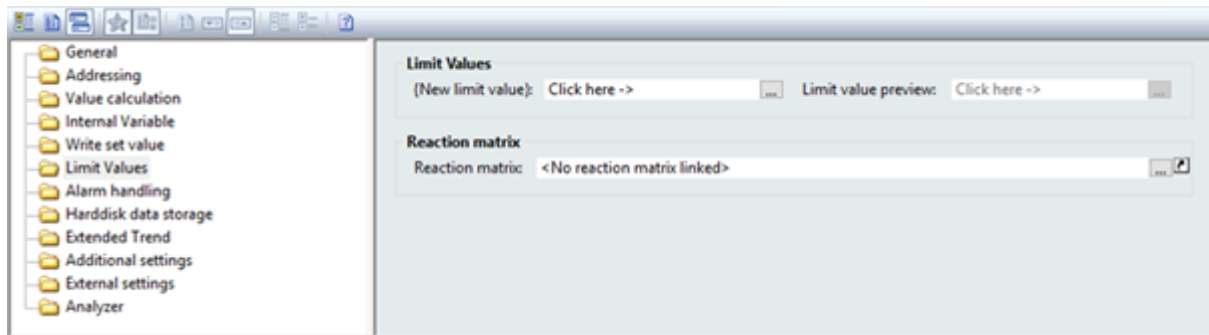 General
Addressing
Value calculation
Internal Variable
Write set value
Limit Values
Alarm handling
Harddisk data storage
Extended Trend
Additional settings
External settings
Analyzer
Limit Values
{New limit value}: Click here -> ... Limit value preview: Click here -> ...
Reaction matrix
Reaction matrix: <No reaction matrix linked> ...